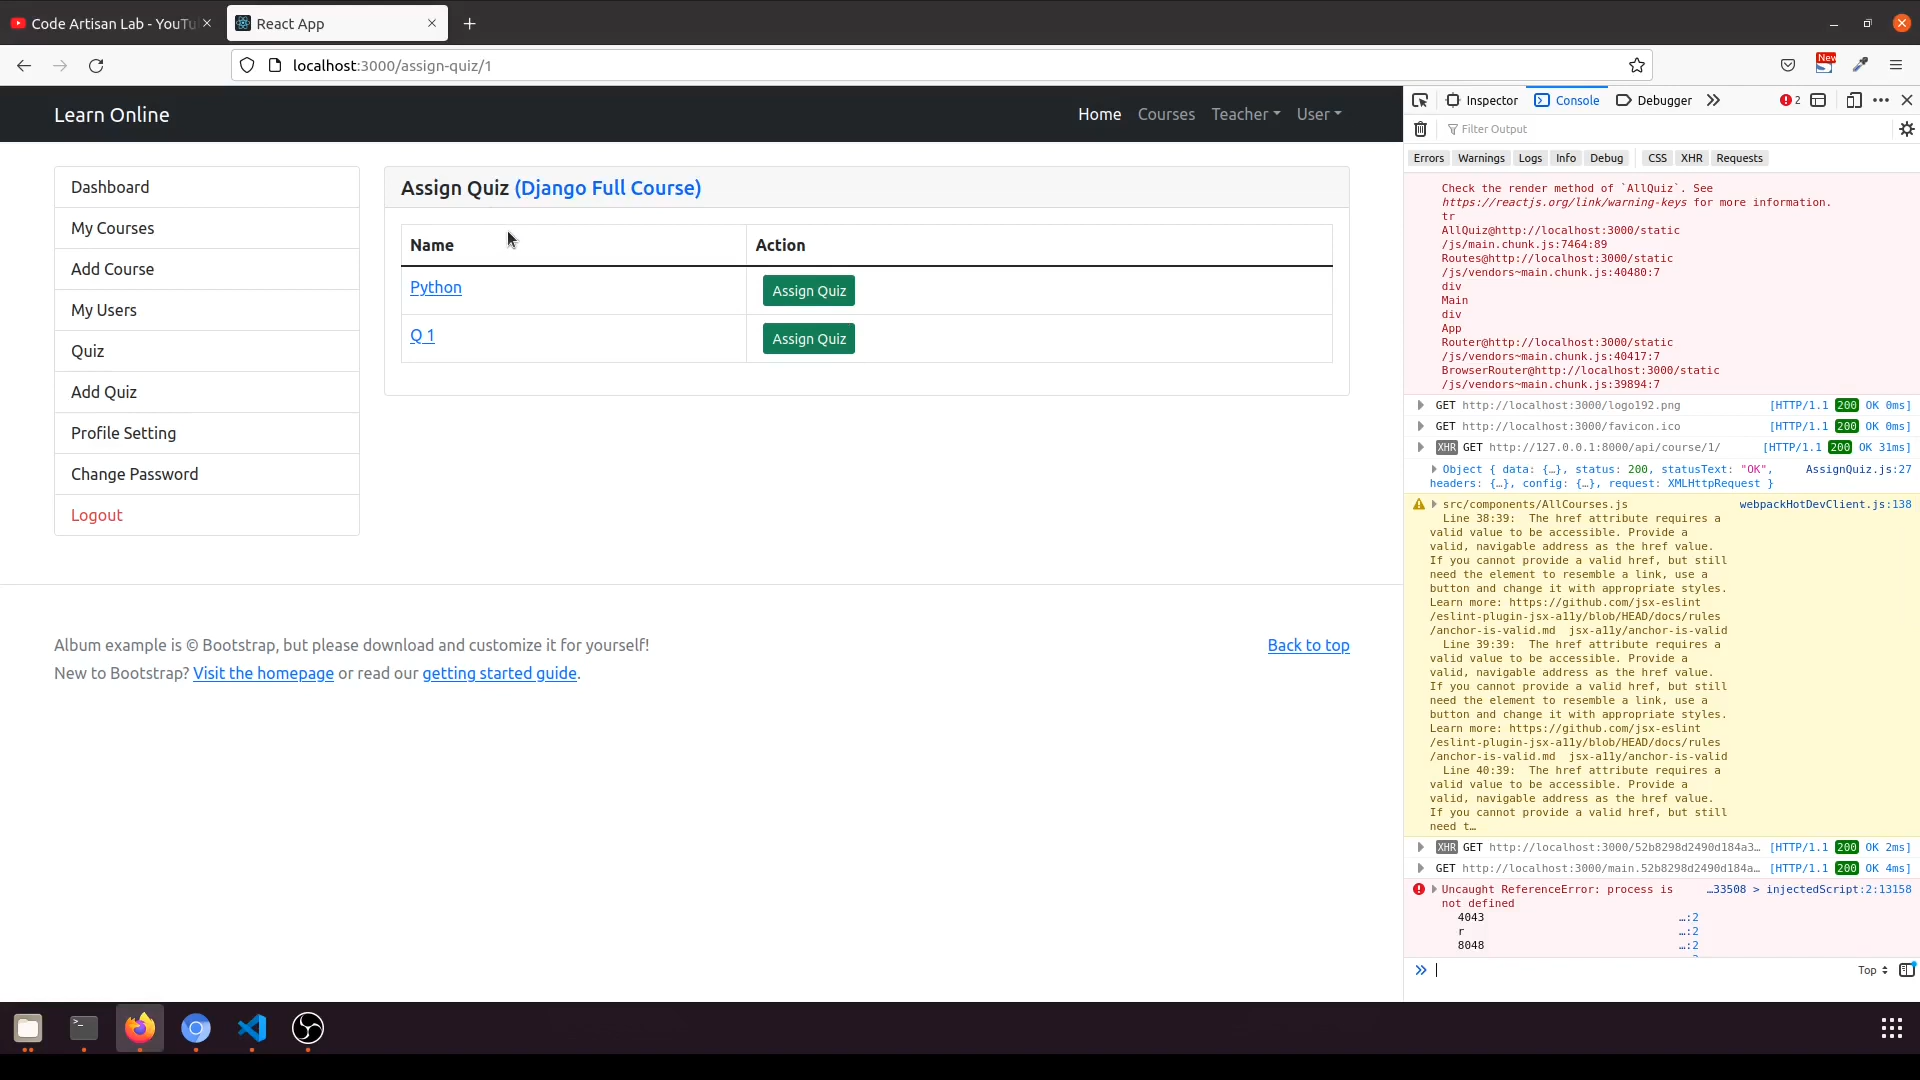 Code Artisan Lab - YouTu
React App
localhost:3000/assign-quiz/1
New
Learn Online
Home
Courses
Teacher
User
Dashboard
My Courses
Add Course
My Users
Quiz
Add Quiz
Profile Setting
Change Password
Logout
Assign Quiz (Django Full Course)
Name
Action
Python
Assign Quiz
Q 1
Assign Quiz
Album example is © Bootstrap, but please download and customize it for yourself!
New to Bootstrap? Visit the homepage or read our getting started guide.
Back to top
Inspector
Console
Debugger
2
Filter Output
Errors
Warnings
Logs
Info
Debug
CSS
XHR
Requests
Check the render method of `AllQuiz`. See
https://reactjs.org/link/warning-keys for more information.
tr
AllQuiz@http://localhost:3000/static
/js/main.chunk.js:7464:89
Routes@http://localhost:3000/static
/js/vendors~main.chunk.js:40480:7
div
Main
div
App
Router@http://localhost:3000/static
/js/vendors~main.chunk.js:40417:7
BrowserRouter@http://localhost:3000/static
/js/vendors~main.chunk.js:39894:7
GET http://localhost:3000/logo192.png [HTTP/1.1 200 OK 0ms]
GET http://localhost:3000/favicon.ico [HTTP/1.1 200 OK 0ms]
XHR GET http://127.0.0.1:8000/api/course/1/ [HTTP/1.1 200 OK 31ms]
Object { data: {…}, status: 200, statusText: "OK", AssignQuiz.js:27
headers: {…}, config: {…}, request: XMLHttpRequest }
src/components/AllCourses.js webpackHotDevClient.js:138
Line 38:39: The href attribute requires a
valid value to be accessible. Provide a
valid, navigable address as the href value.
If you cannot provide a valid href, but still
need the element to resemble a link, use a
button and change it with appropriate styles.
Learn more: https://github.com/jsx-eslint
/eslint-plugin-jsx-a11y/blob/HEAD/docs/rules
/anchor-is-valid.md jsx-a11y/anchor-is-valid
Line 39:39: The href attribute requires a
valid value to be accessible. Provide a
valid, navigable address as the href value.
If you cannot provide a valid href, but still
need the element to resemble a link, use a
button and change it with appropriate styles.
Learn more: https://github.com/jsx-eslint
/eslint-plugin-jsx-a11y/blob/HEAD/docs/rules
/anchor-is-valid.md jsx-a11y/anchor-is-valid
Line 40:39: The href attribute requires a
valid value to be accessible. Provide a
valid, navigable address as the href value.
If you cannot provide a valid href, but still
need t…
XHR GET http://localhost:3000/52b8298d2490d184a3… [HTTP/1.1 200 OK 2ms]
GET http://localhost:3000/main.52b8298d2490d184a… [HTTP/1.1 200 OK 4ms]
Uncaught ReferenceError: process is …33508 > injectedScript:2:13158
not defined
4043 …:2
r …:2
8048 …:2
Top